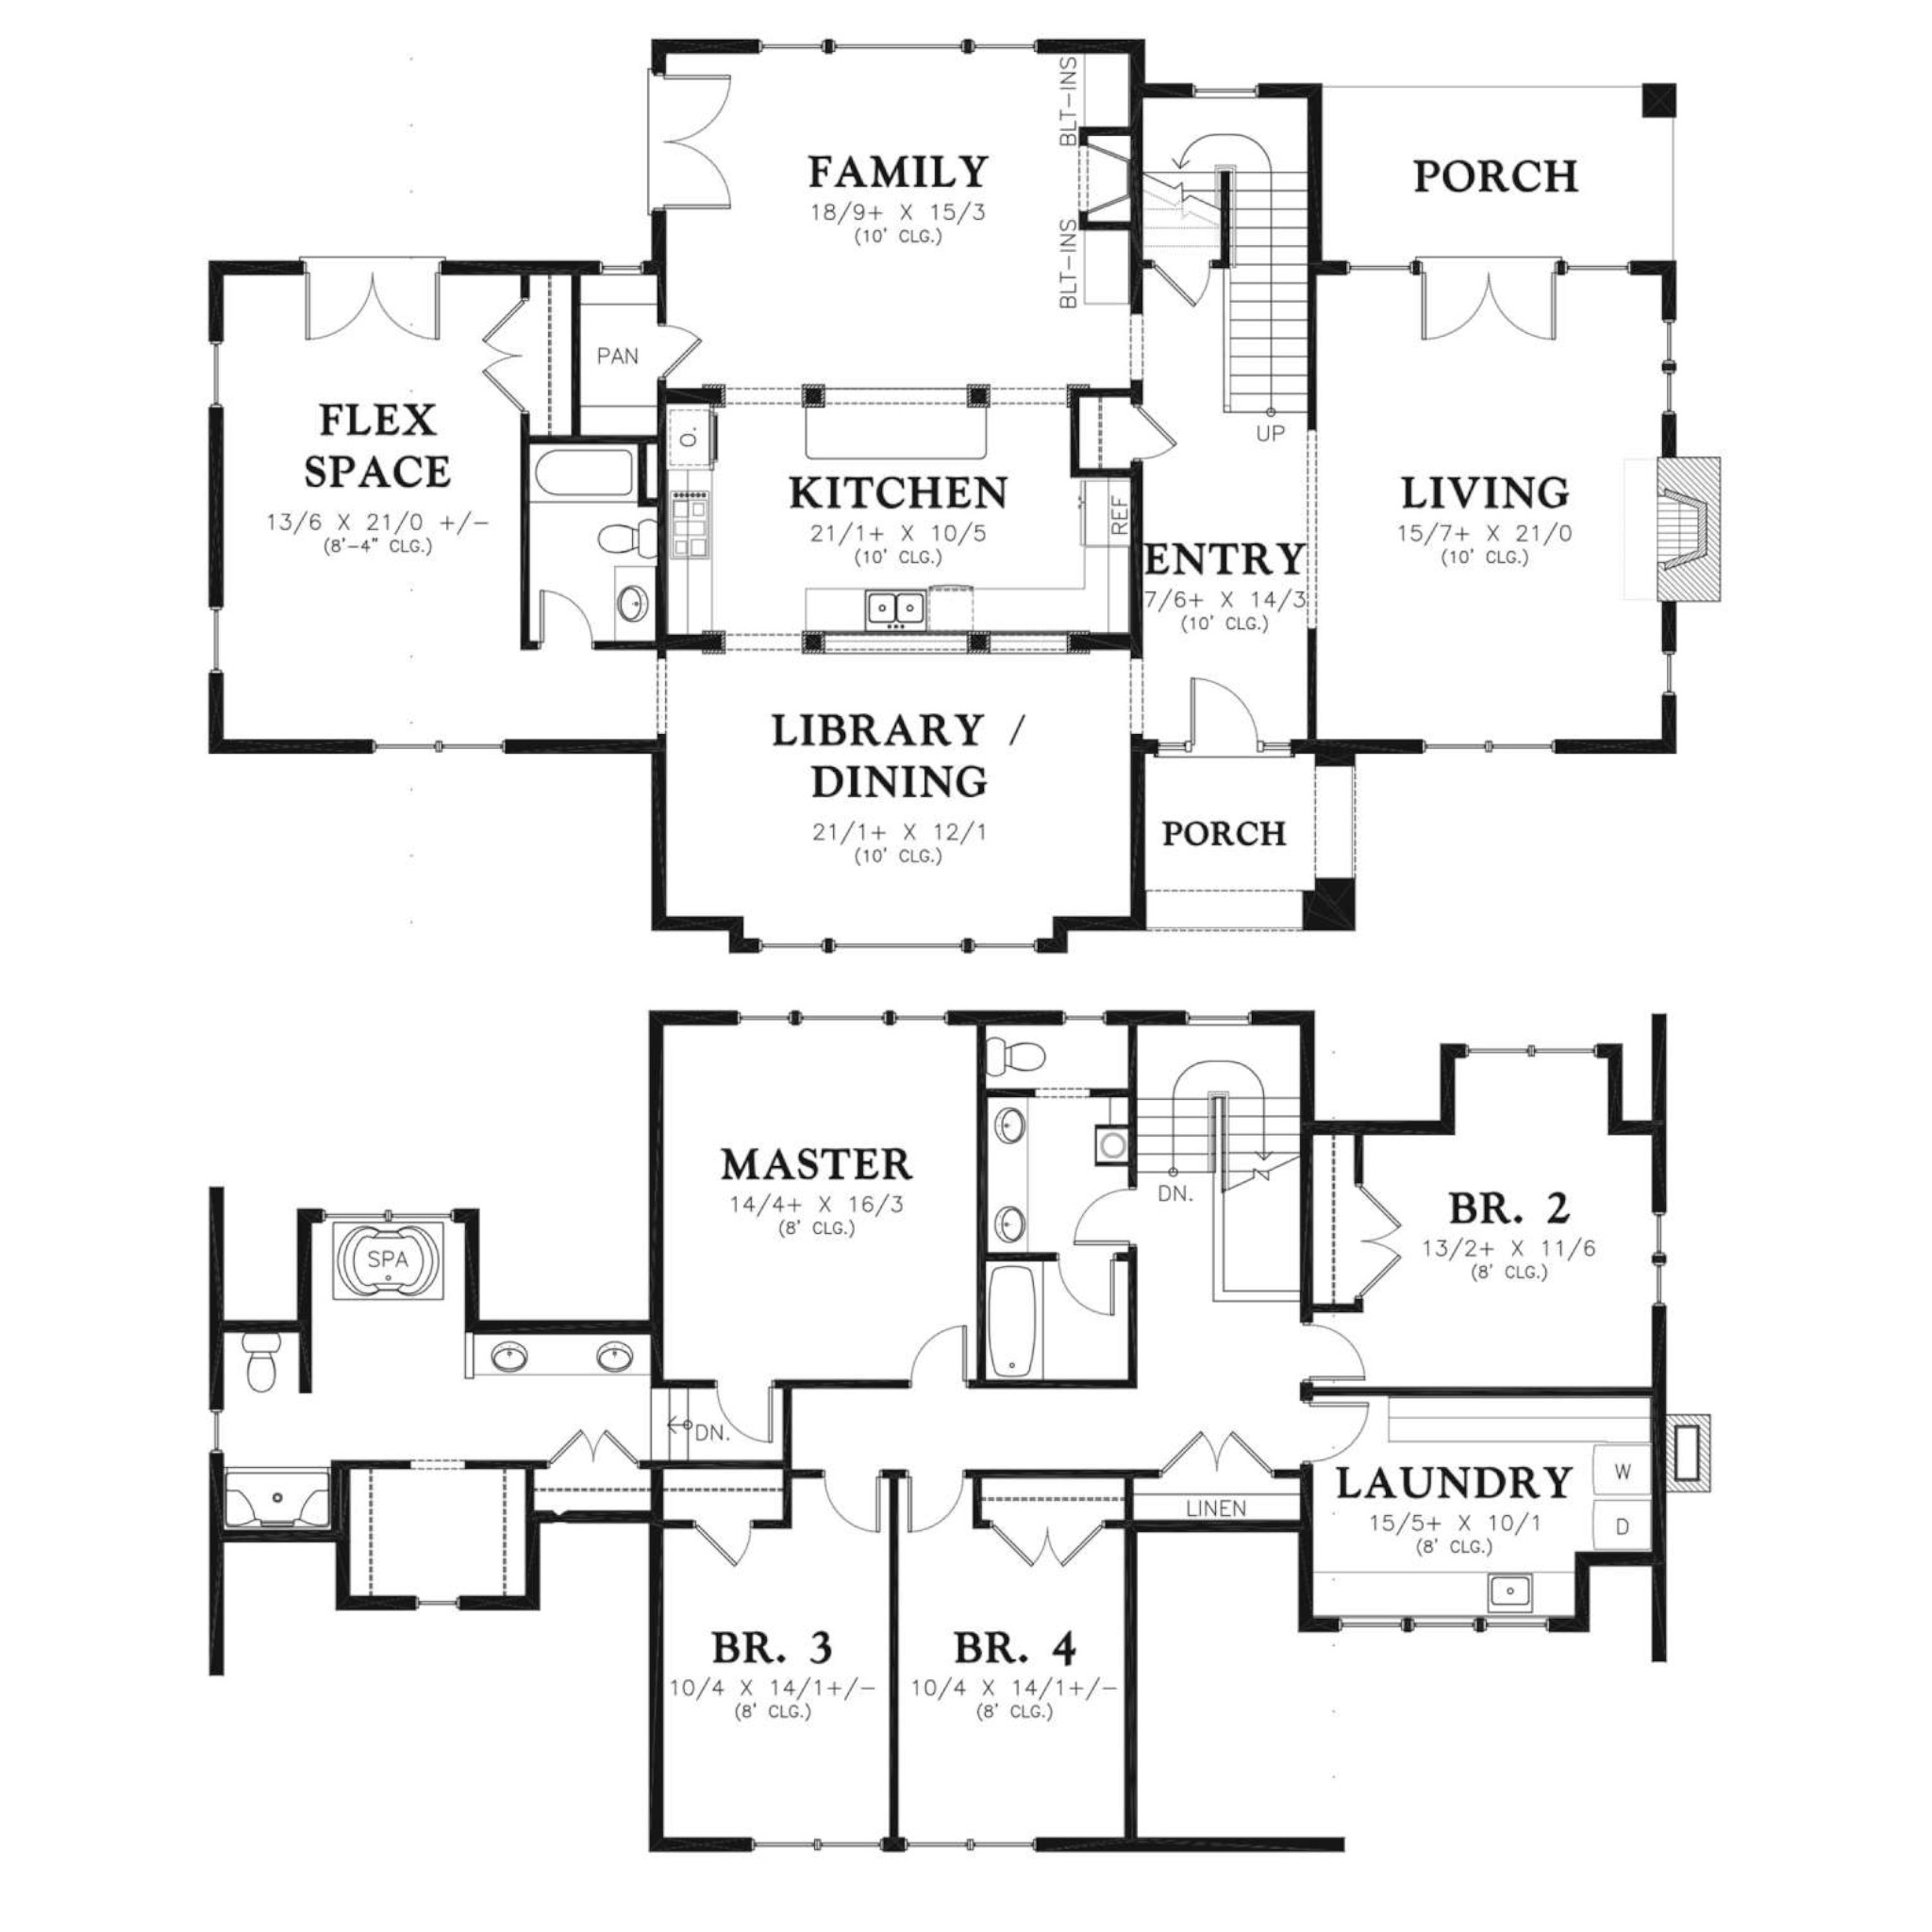 BLT-INS
FAMILY
18/9+ X 15/3
(10' CLG.)
BLT-INS
PORCH
PAN
FLEX
SPACE
13/6 X 21/0 +/-
(8'-4" CLG.)
O.
KITCHEN
21/1+ X 10/5
(10' CLG.)
REF
UP
ENTRY
7/6+ X 14/3
(10' CLG.)
LIVING
15/7+ X 21/0
(10' CLG.)
LIBRARY /
DINING
21/1+ X 12/1
(10' CLG.)
PORCH
MASTER
14/4+ X 16/3
(8' CLG.)
DN.
BR. 2
13/2+ X 11/6
(8' CLG.)
SPA
DN.
LAUNDRY
15/5+ X 10/1
(8' CLG.)
W
D
LINEN
BR. 3
10/4 X 14/1+/-
(8' CLG.)
BR. 4
10/4 X 14/1+/-
(8' CLG.)